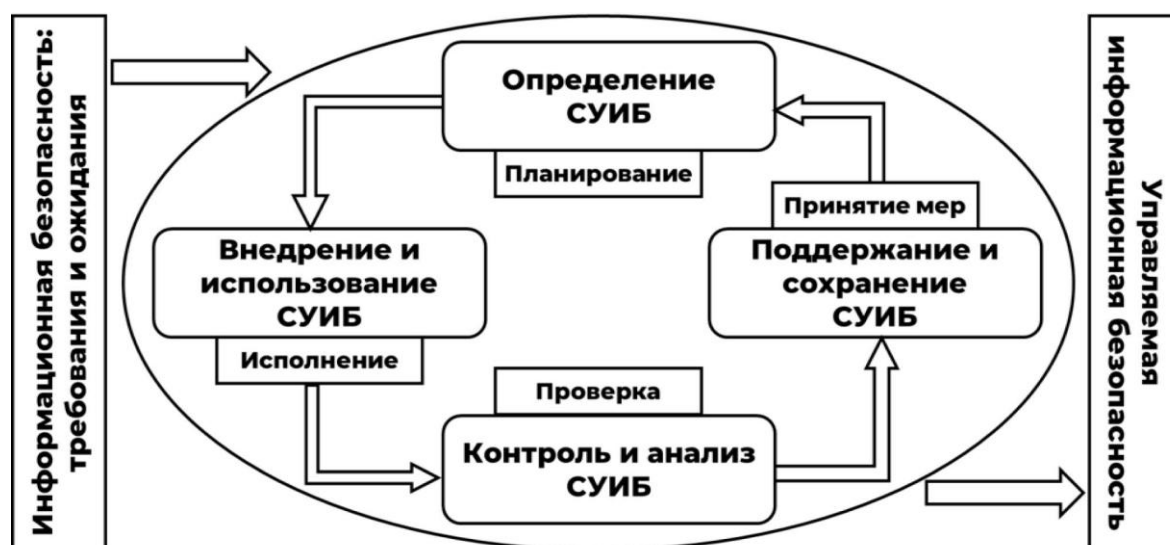 Информационная безопасность:
требования и ожидания
Определение
СУИБ
Планирование
Внедрение и
использование
СУИБ
Исполнение
Проверка
Контроль и анализ
СУИБ
Принятие мер
Поддержание и
сохранение
СУИБ
Управляемая
информационная безопасность